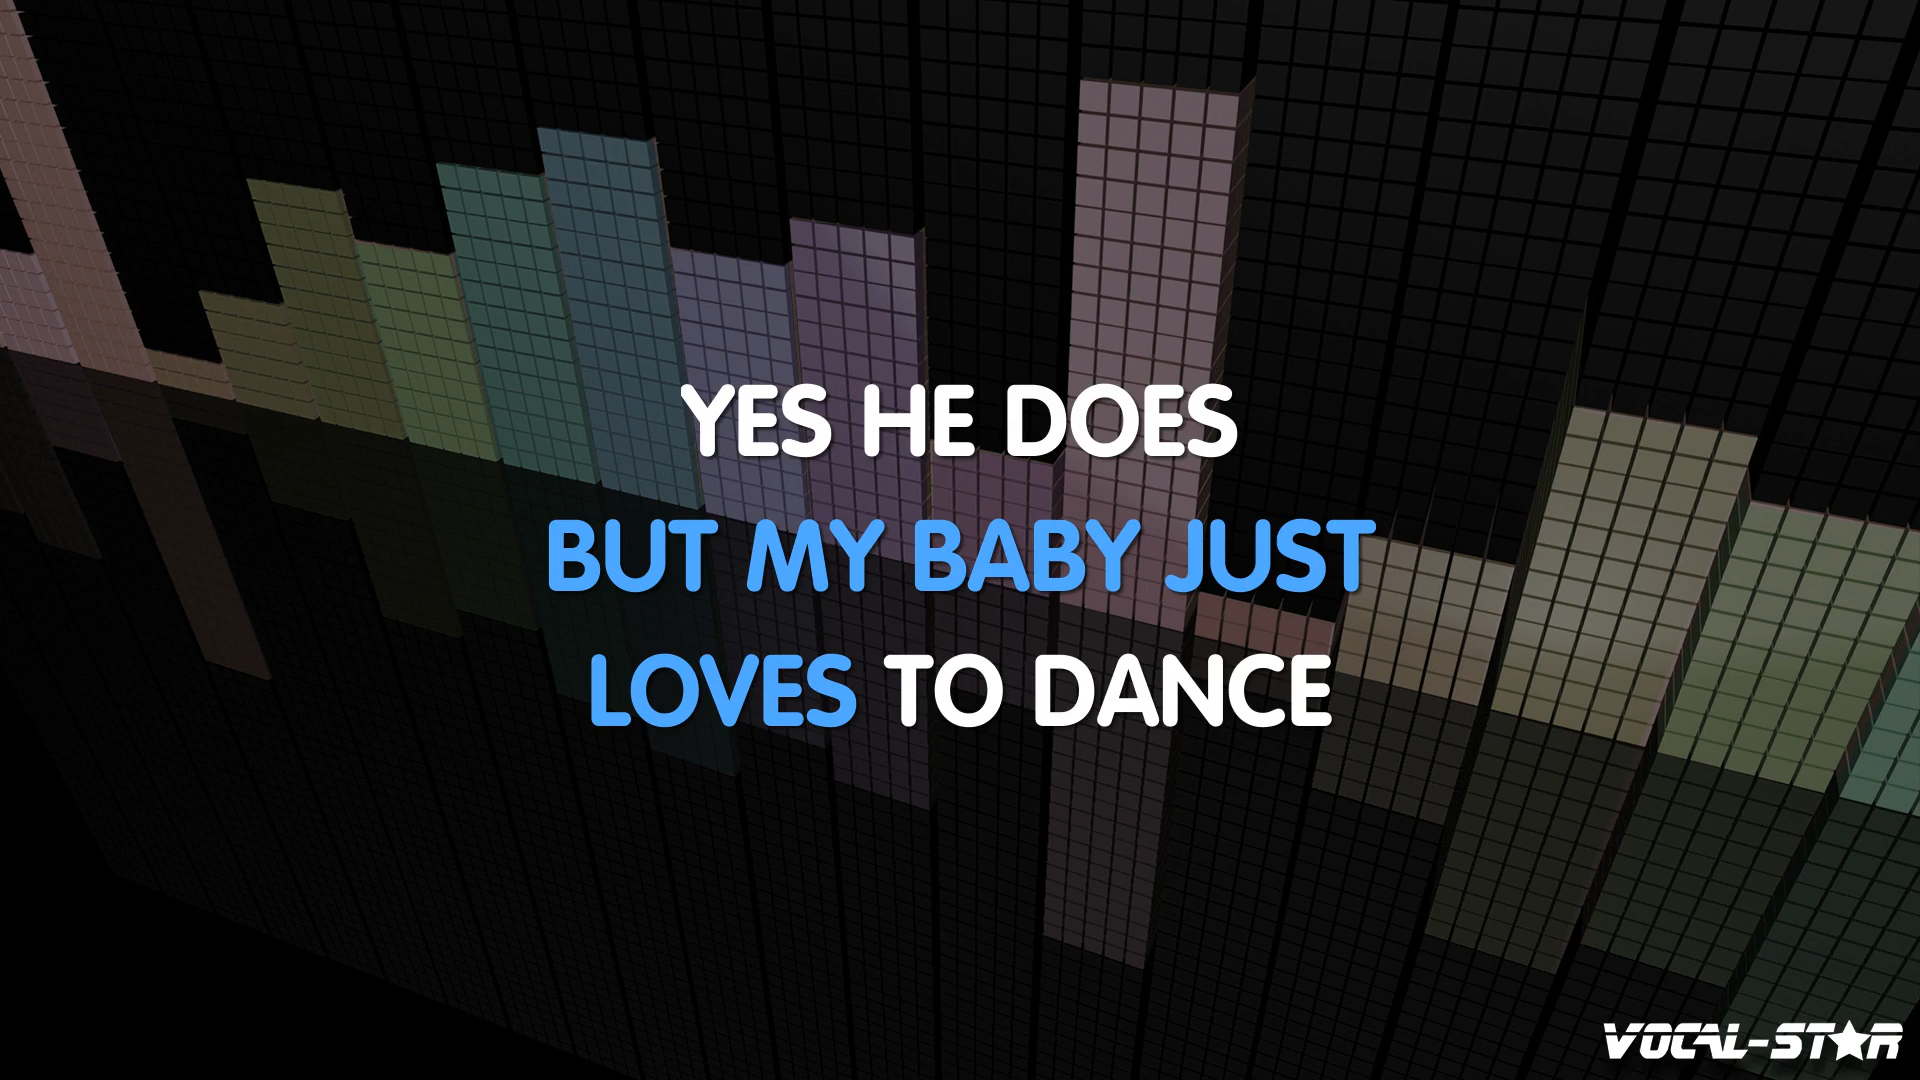 YES HE DOES
BUT MY BABY JUST
LOVES TO DANCE
VOCAL-STAR